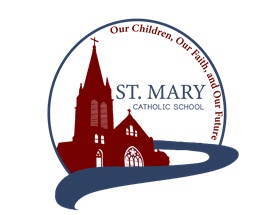 Our Children, Our Faith, and Our Future
ST. MARY
CATHOLIC SCHOOL